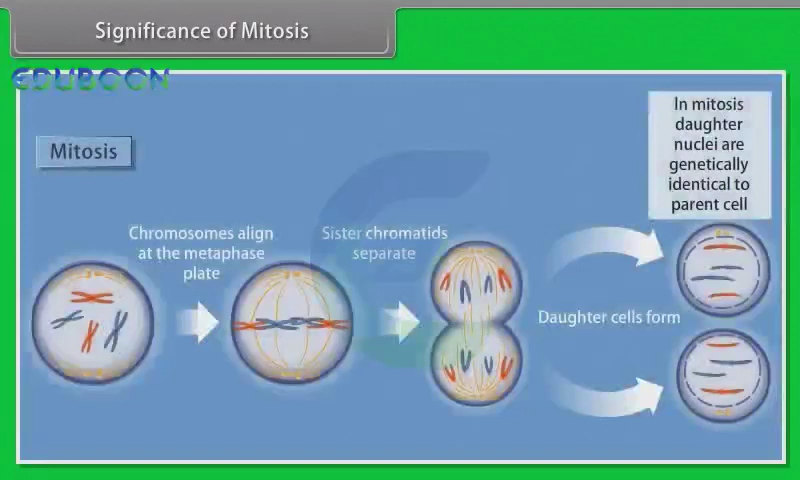 Significance of Mitosis
EDUBOON
Mitosis
In mitosis
daughter
nuclei are
genetically
identical to
parent cell
Chromosomes align
at the metaphase
plate
Sister chromatids
separate
Daughter cells form